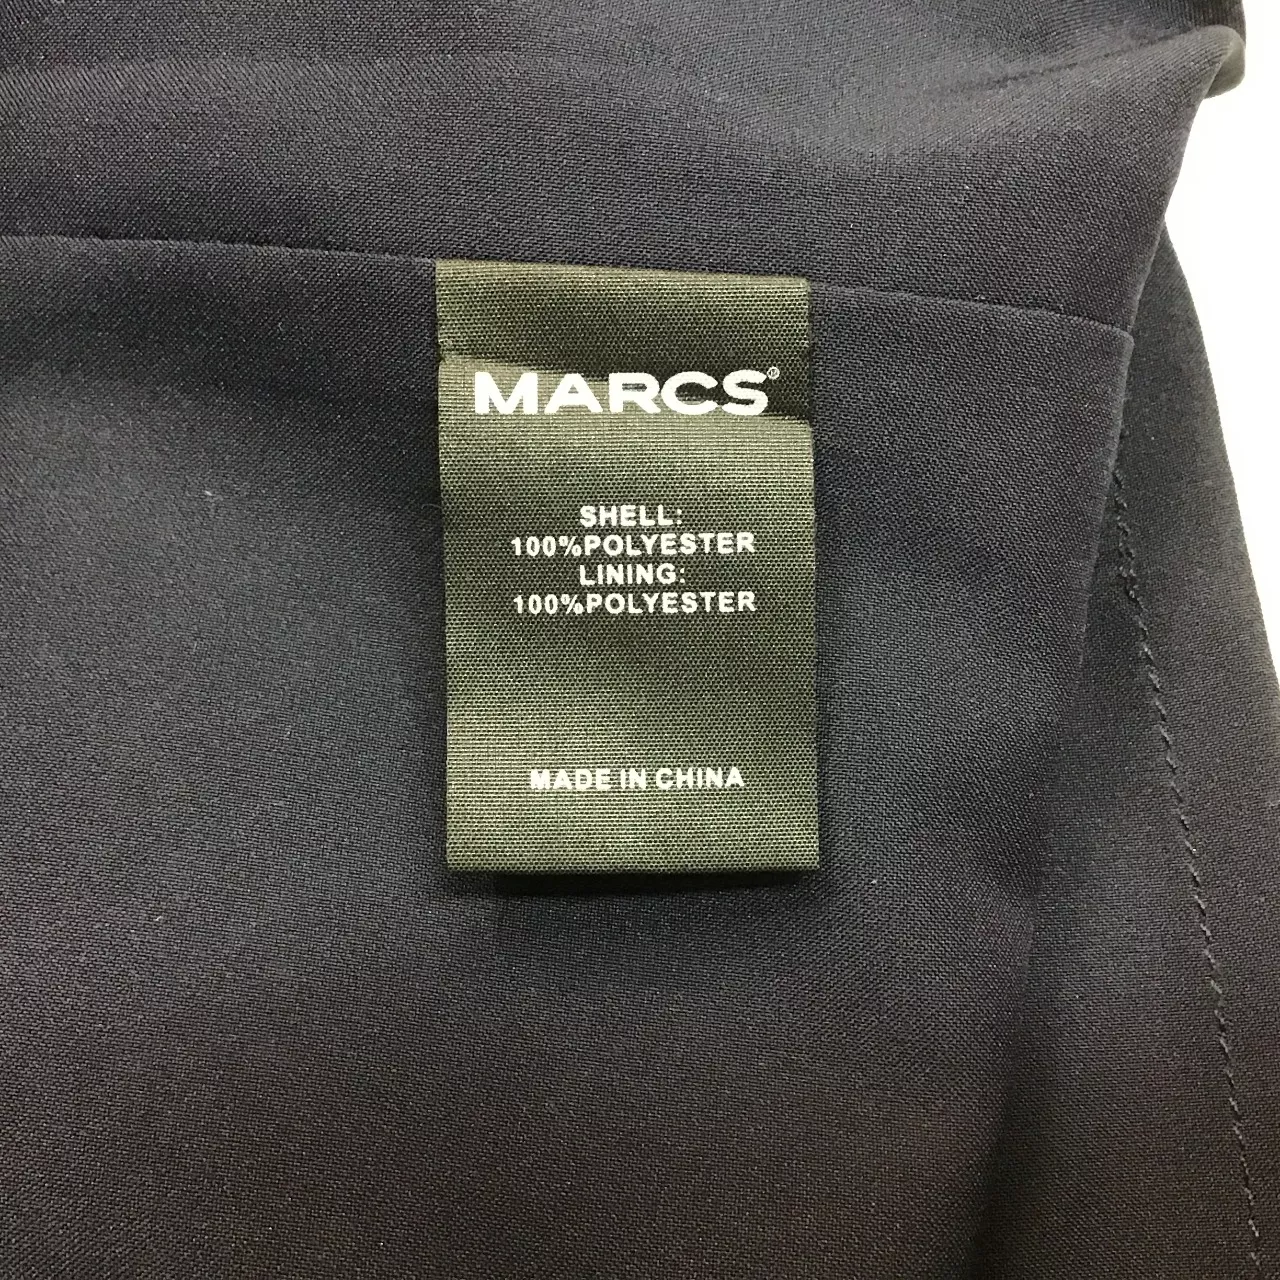 MARCS®
SHELL:
100%POLYESTER
LINING:
100%POLYESTER
MADE IN CHINA